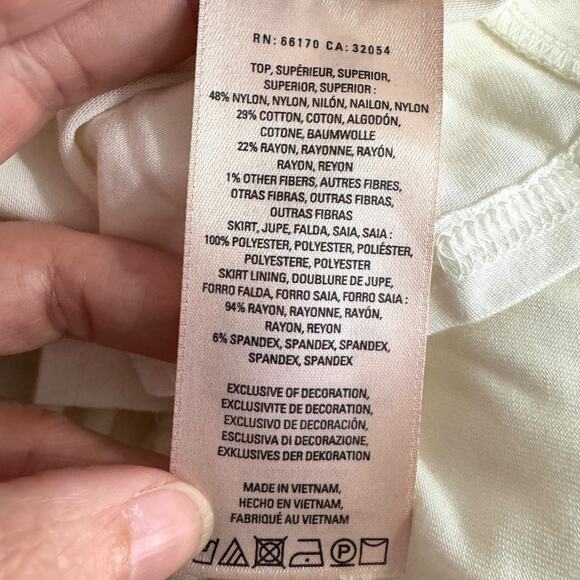 RN: 66170 CA: 32054
TOP, SUPÉRIEUR, SUPERIOR,
SUPERIOR, SUPERIOR :
48% NYLON, NYLON, NILÓN, NAILON, NYLON
29% COTTON, COTON, ALGODÓN,
COTONE, BAUMWOLLE
22% RAYON, RAYONNE, RAYÓN,
RAYON, REYON
1% OTHER FIBERS, AUTRES FIBRES,
OTRAS FIBRAS, OUTRAS FIBRAS,
OUTRAS FIBRAS
SKIRT, JUPE, FALDA, SAIA, SAIA :
100% POLYESTER, POLYESTER, POLIÉSTER,
POLYESTERE, POLYESTER
SKIRT LINING, DOUBLURE DE JUPE,
FORRO FALDA, FORRO SAIA, FORRO SAIA :
94% RAYON, RAYONNE, RAYÓN,
RAYON, REYON
6% SPANDEX, SPANDEX, SPANDEX,
SPANDEX, SPANDEX
EXCLUSIVE OF DECORATION,
EXCLUSIVITE DE DECORATION,
EXCLUSIVO DE DECORACIÓN,
ESCLUSIVA DI DECORAZIONE,
EXKLUSIVES DER DEKORATION
MADE IN VIETNAM,
HECHO EN VIETNAM,
FABRIQUÉ AU VIETNAM
P